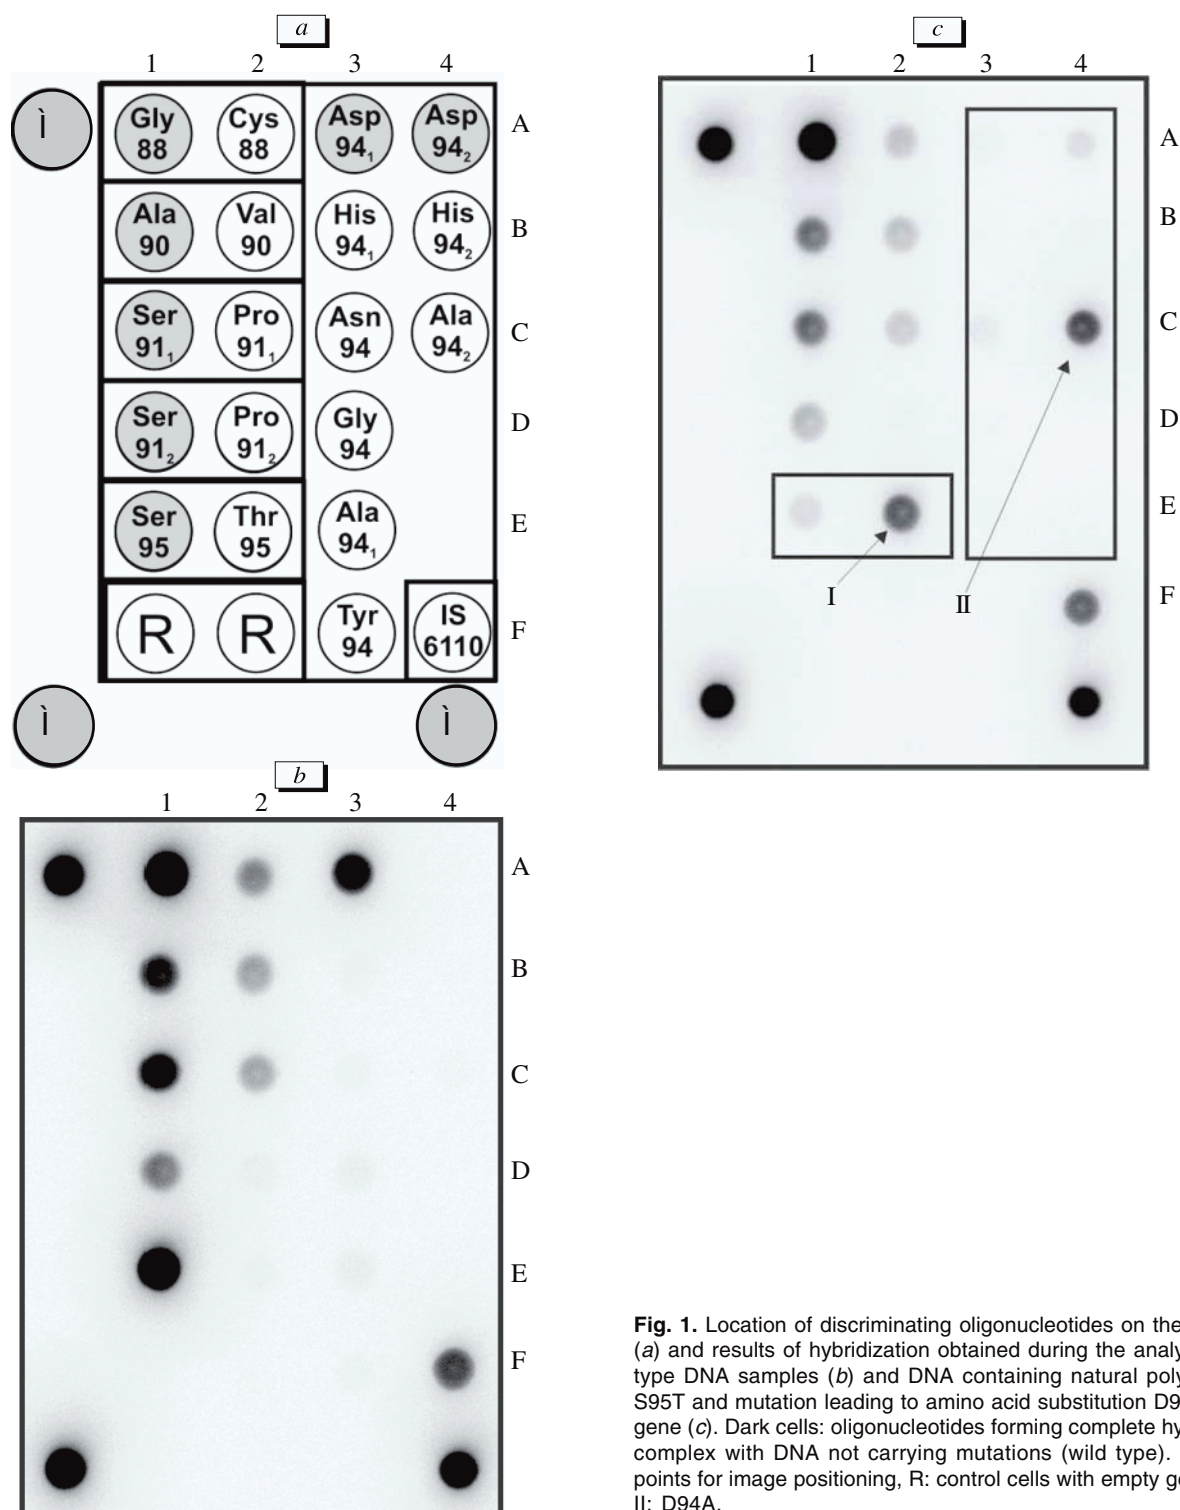 a
1 2 3 4
Ì
Gly 88 Cys 88 Asp 94₁ Asp 94₂ A
Ala 90 Val 90 His 94₁ His 94₂ B
Ser 91₁ Pro 91₁ Asn 94 Ala 94₂ C
Ser 91₂ Pro 91₂ Gly 94 D
Ser 95 Thr 95 Ala 94₁ E
R R Tyr 94 IS 6110 F
Ì Ì
c
1 2 3 4
A
B
C
D
E
I II
F
b
1 2 3 4
A
B
C
D
E
F
Fig. 1. Location of discriminating oligonucleotides on the
(a) and results of hybridization obtained during the analy
type DNA samples (b) and DNA containing natural poly
S95T and mutation leading to amino acid substitution D9
gene (c). Dark cells: oligonucleotides forming complete hy
complex with DNA not carrying mutations (wild type).
points for image positioning, R: control cells with empty ge
II: D94A.